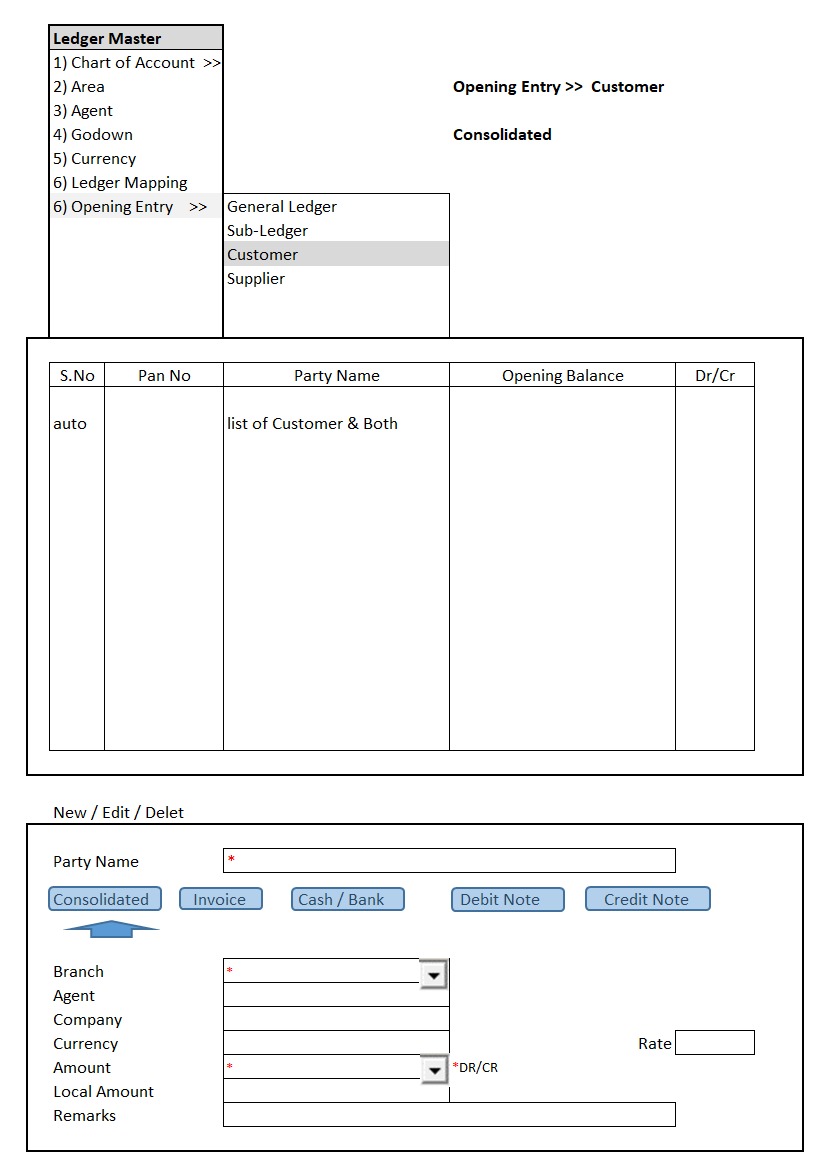 Ledger Master
1) Chart of Account >>
2) Area
Opening Entry >> Customer
3) Agent
4) Godown
Consolidated
5) Currency
6) Ledger Mapping
6) Opening Entry >>
General Ledger
Sub-Ledger
Customer
Supplier
S.No Pan No Party Name Opening Balance Dr/Cr
auto list of Customer & Both
New / Edit / Delet
Party Name *
Consolidated Invoice Cash / Bank Debit Note Credit Note
Branch *
Agent
Company
Currency Rate
Amount * *DR/CR
Local Amount
Remarks